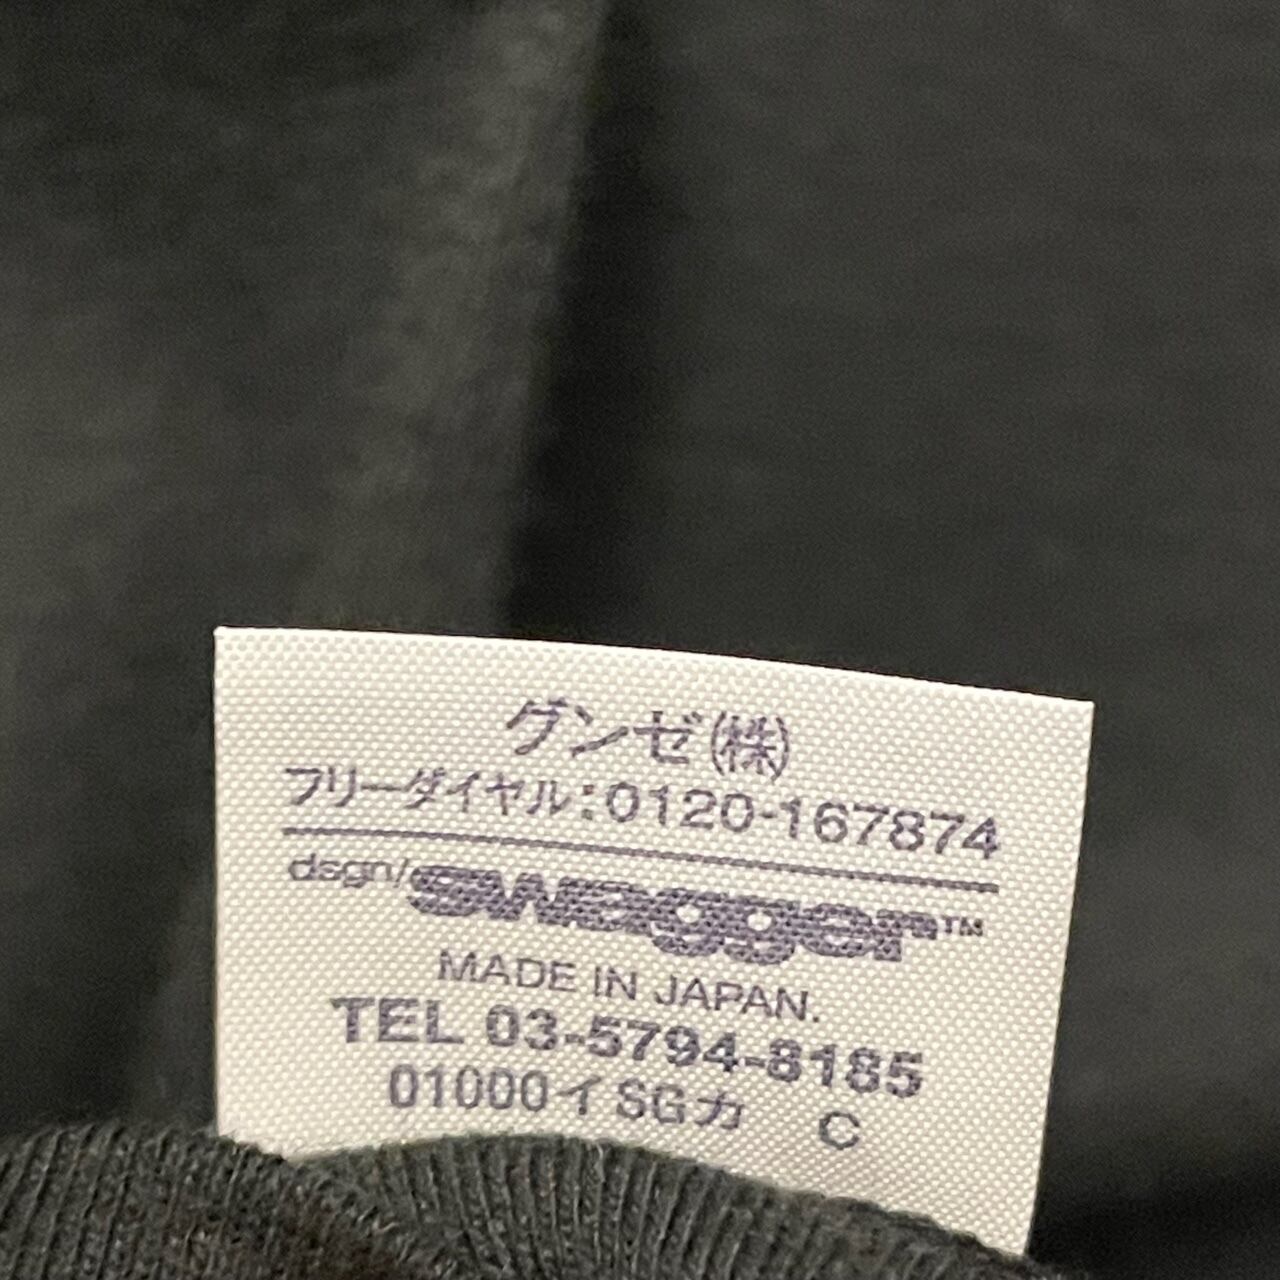 グンゼ(株)
フリーダイヤル:0120-167874
dsgn/swagger™
MADE IN JAPAN.
TEL 03-5794-8185
01000イSGカ C